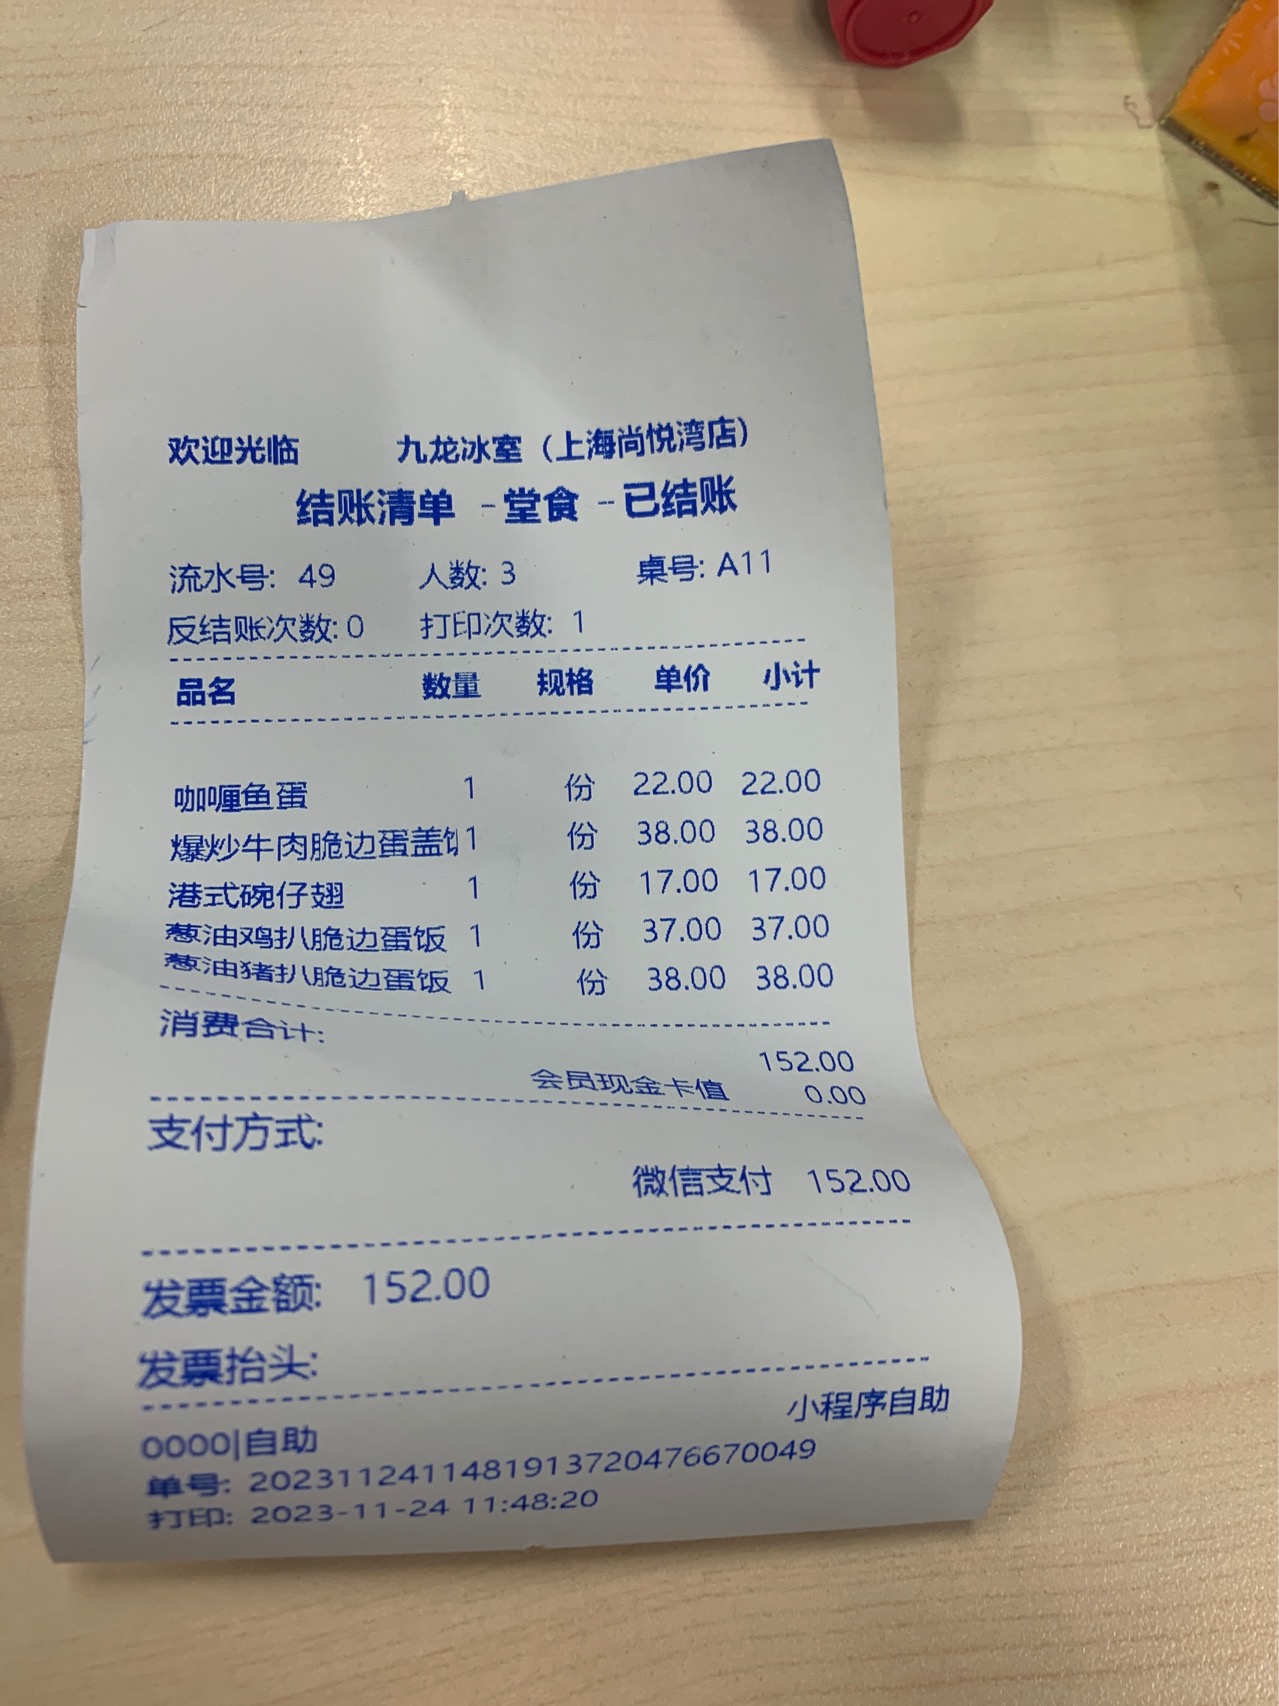 欢迎光临 九龙冰室（上海尚悦湾店）
结账清单 -堂食 --已结账
流水号: 49 人数: 3 桌号: A11
反结账次数: 0 打印次数: 1
品名 数量 规格 单价 小计
咖喱鱼蛋 1 份 22.00 22.00
爆炒牛肉脆边蛋盖 1 份 38.00 38.00
港式碗仔翅 1 份 17.00 17.00
葱油鸡扒脆边蛋饭 1 份 37.00 37.00
葱油猪扒脆边蛋饭 1 份 38.00 38.00
消费合计:
152.00
会员现金卡值 0.00
支付方式:
微信支付 152.00
发票金额: 152.00
发票抬头:
小程序自助
0000|自助
单号: 20231124114819137204766​70049
打印: 2023-11-24 11:48:20